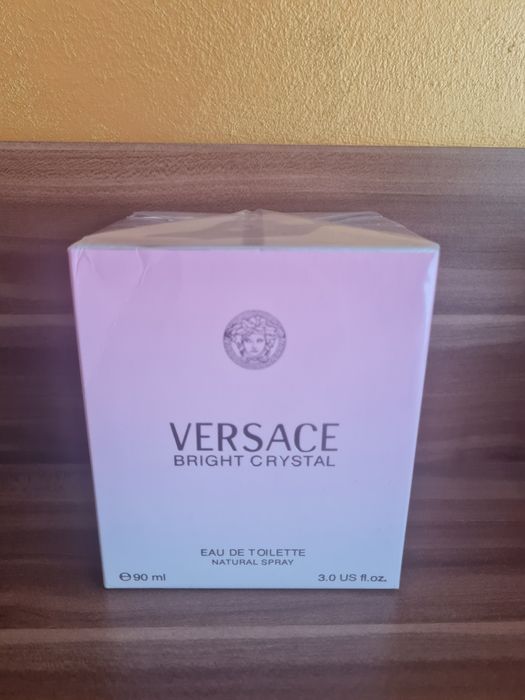 VERSACE
BRIGHT CRYSTAL
EAU DE TOILETTE
NATURAL SPRAY
℮90 ml 3.0 US fl.oz.